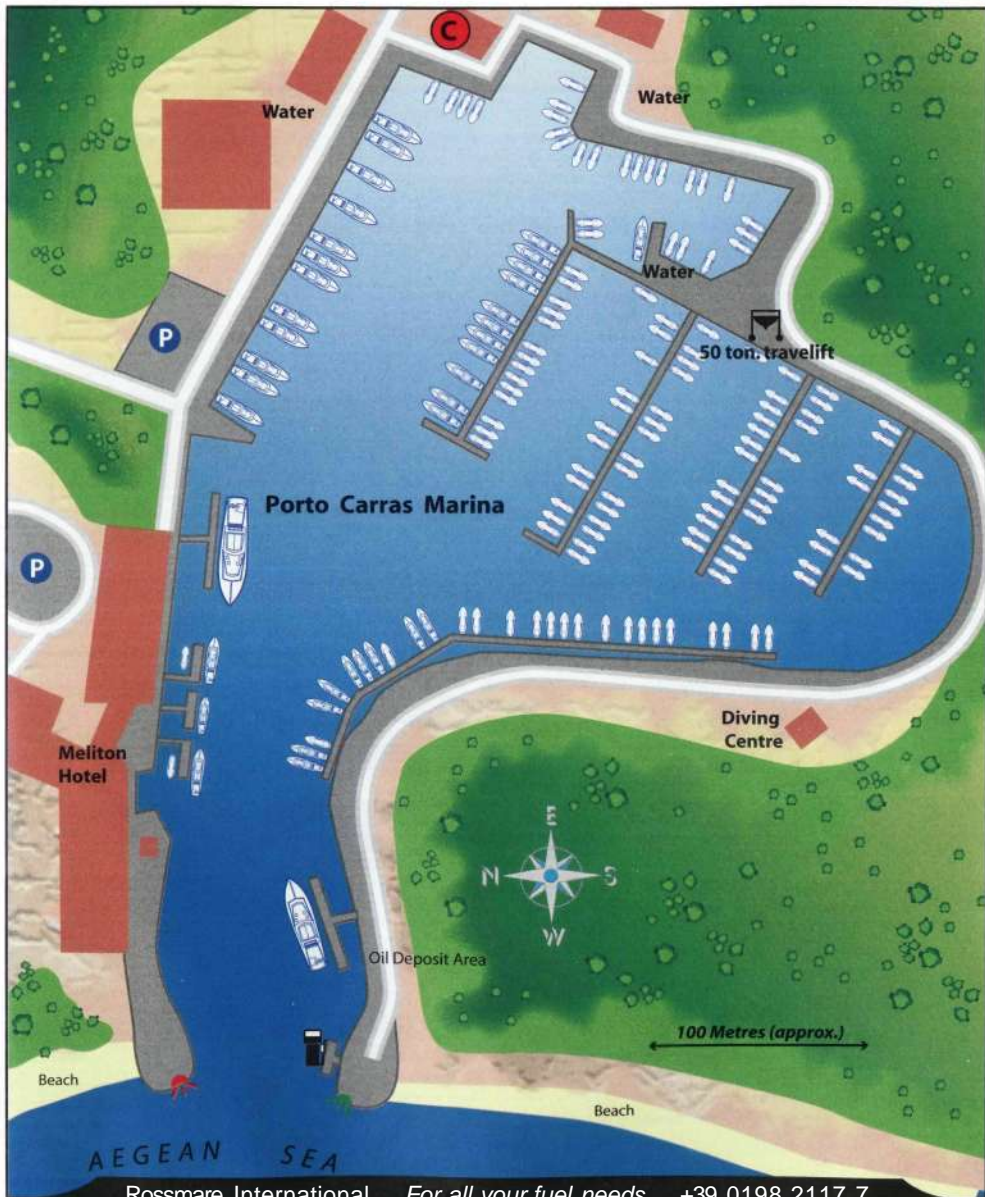 C
Water
Water
Water
P
50 ton. travelift
Porto Carras Marina
P
Diving
Centre
Meliton
Hotel
E
N S
W
Oil Deposit Area
100 Metres (approx.)
Beach
Beach
AEGEAN SEA
Rossmare International For all your fuel needs +39 0198 2117 7